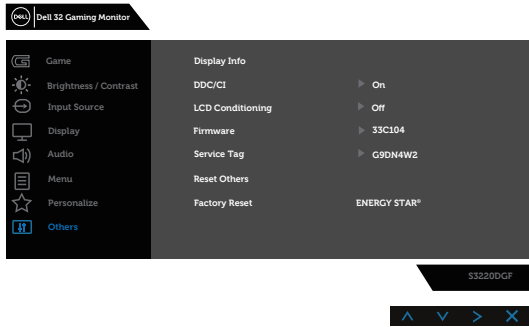 DELL Dell 32 Gaming Monitor
Game
Brightness / Contrast
Input Source
Display
Audio
Menu
Personalize
Others
Display Info
DDC/CI On
LCD Conditioning Off
Firmware 33C104
Service Tag G9DN4W2
Reset Others
Factory Reset ENERGY STAR®
S3220DGF